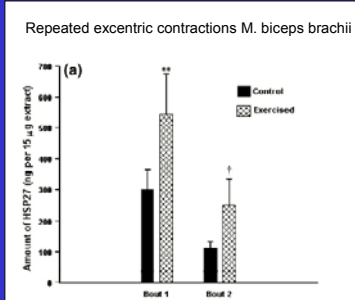 Repeated excentric contractions M. biceps brachii
(a)
**
Control
Exercised
†
Amount of HSP27 (ng per 15 µg extract)
700
600
500
400
300
200
100
0
Bout 1 Bout 2